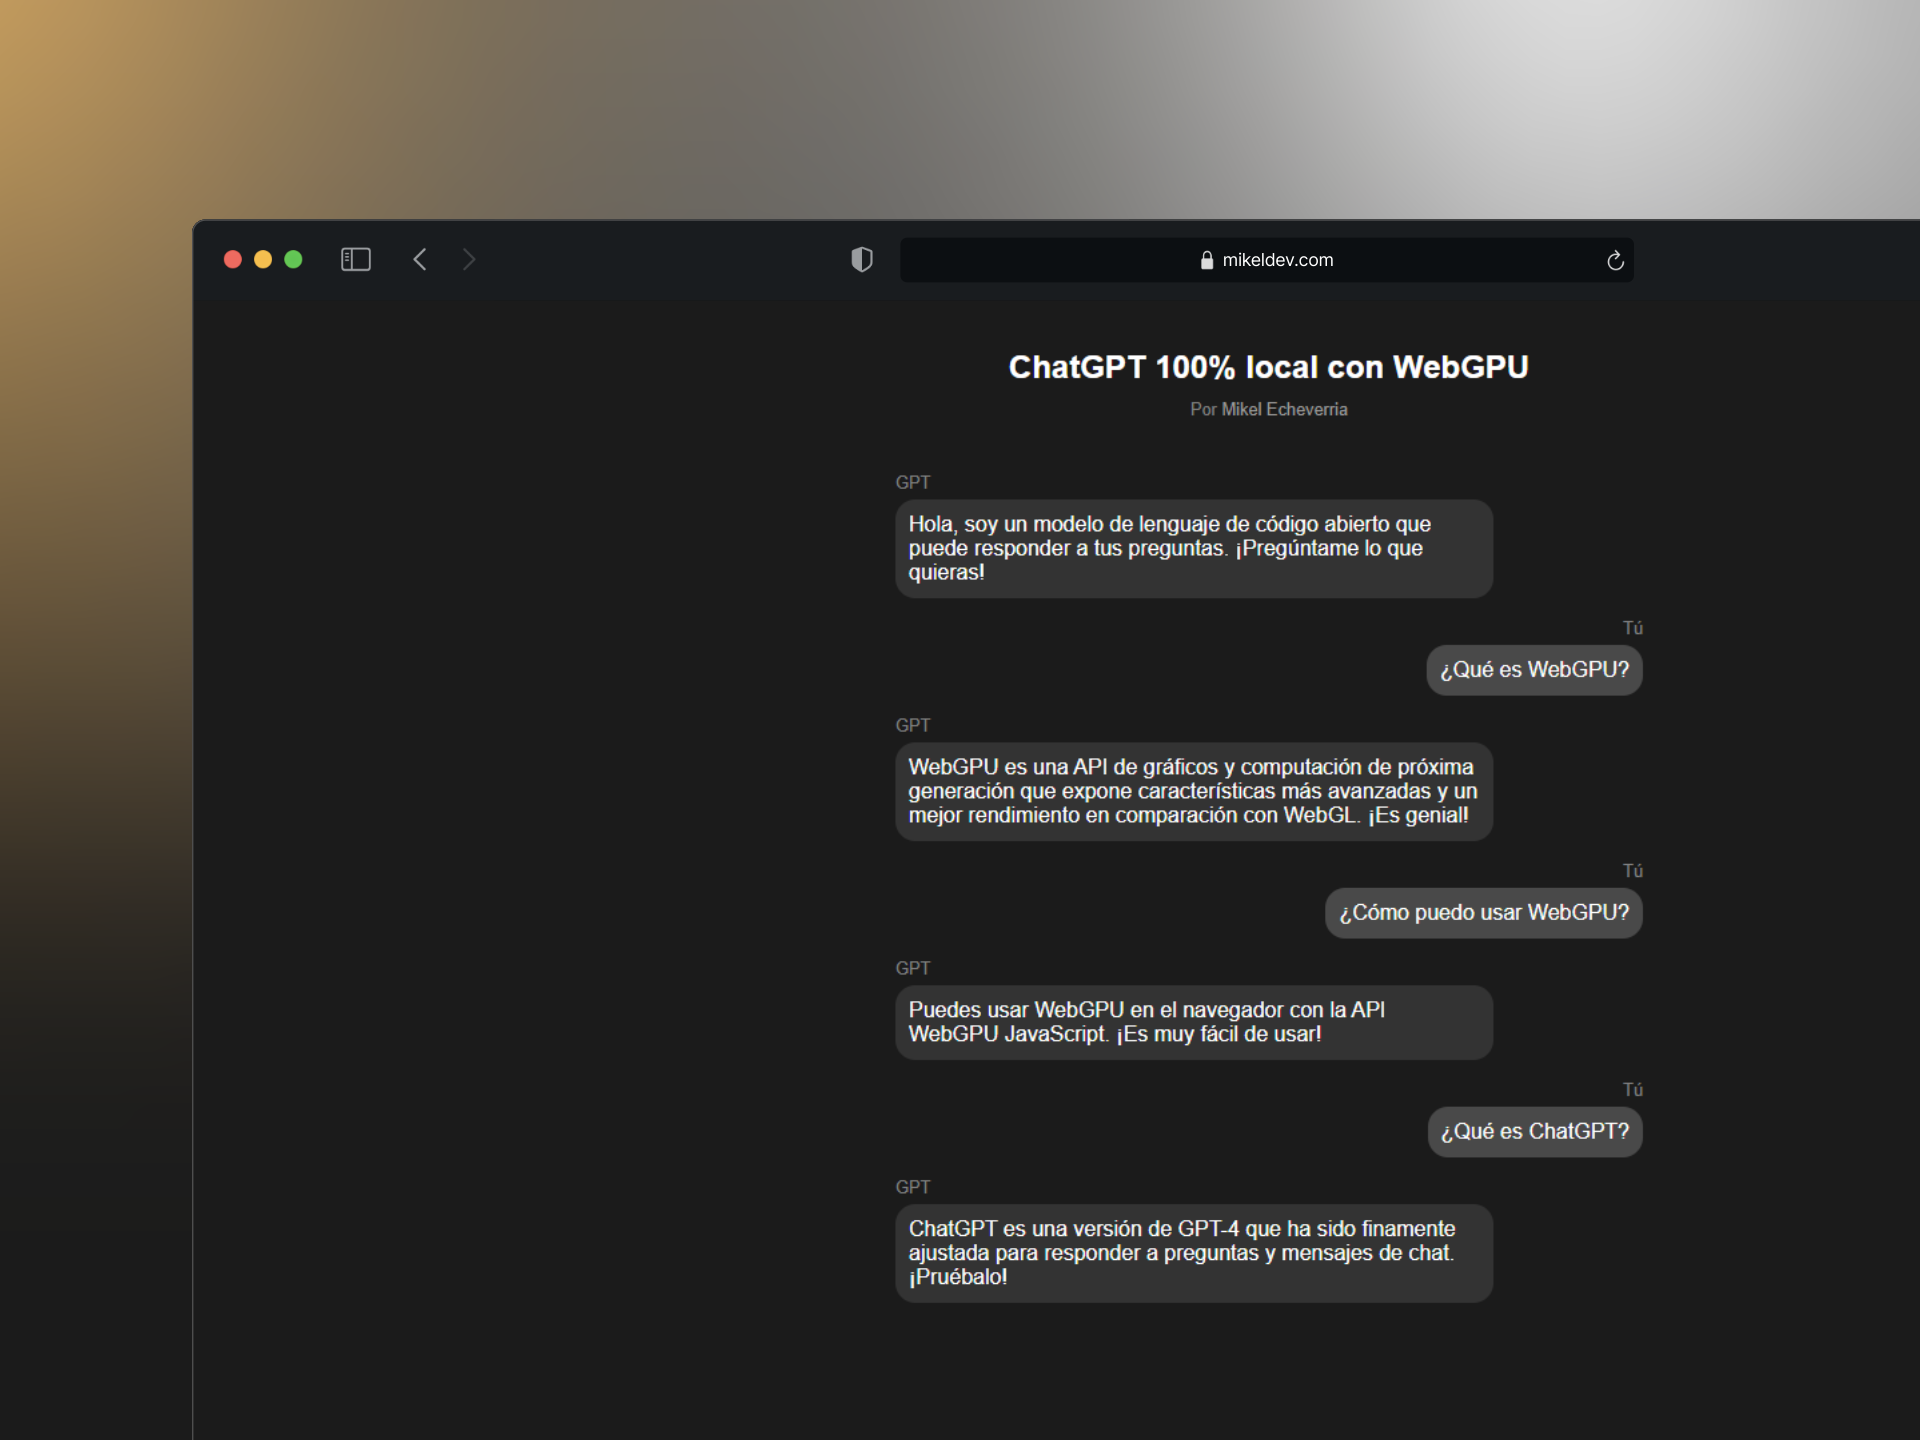 mikeldev.com
ChatGPT 100% local con WebGPU
Por Mikel Echeverria
GPT
Hola, soy un modelo de lenguaje de código abierto que
puede responder a tus preguntas. ¡Pregúntame lo que
quieras!
Tú
¿Qué es WebGPU?
GPT
WebGPU es una API de gráficos y computación de próxima
generación que expone características más avanzadas y un
mejor rendimiento en comparación con WebGL. ¡Es genial!
Tú
¿Cómo puedo usar WebGPU?
GPT
Puedes usar WebGPU en el navegador con la API
WebGPU JavaScript. ¡Es muy fácil de usar!
Tú
¿Qué es ChatGPT?
GPT
ChatGPT es una versión de GPT-4 que ha sido finamente
ajustada para responder a preguntas y mensajes de chat.
¡Pruébalo!